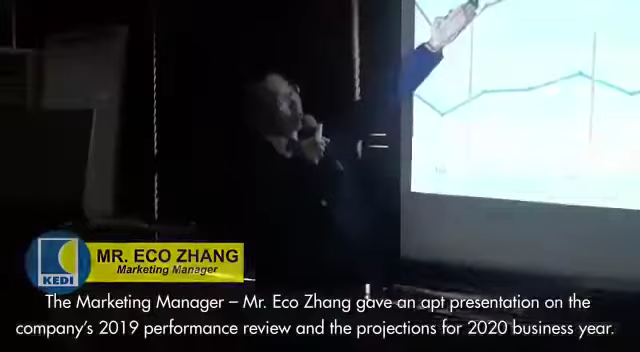 MR. ECO ZHANG
Marketing Manager
KEDI
The Marketing Manager – Mr. Eco Zhang gave an apt presentation on the
company's 2019 performance review and the projections for 2020 business year.